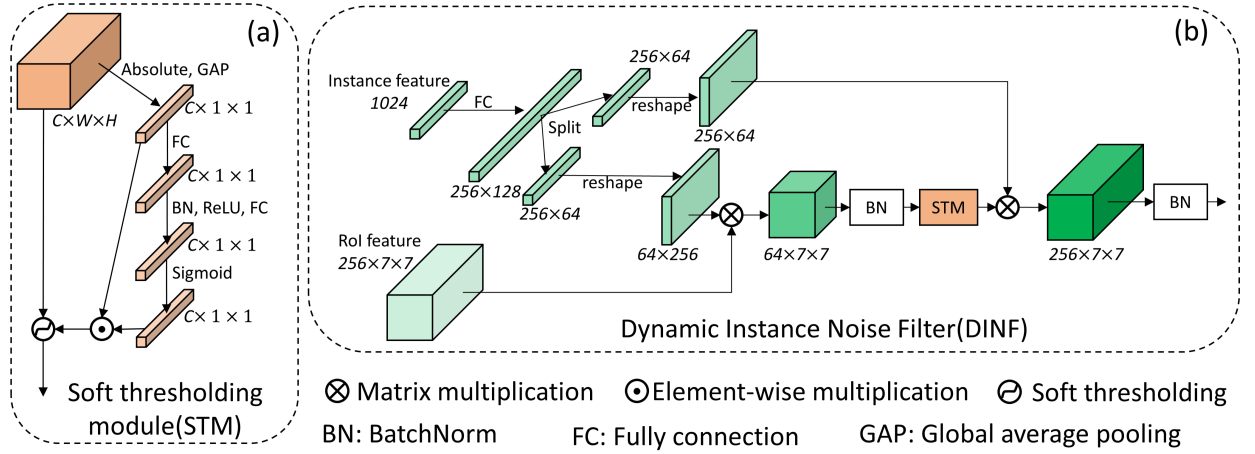 (a)
Absolute, GAP
C×W×H
C× 1 × 1
FC
C× 1 × 1
BN, ReLU, FC
C× 1 × 1
Sigmoid
C× 1 × 1
Soft thresholding
module(STM)
(b)
Instance feature
1024
FC
256×128
Split
256×64
reshape
256×64
256×64
reshape
64×256
RoI feature
256×7×7
64×7×7
BN
STM
256×7×7
BN
Dynamic Instance Noise Filter(DINF)
Matrix multiplication
Element-wise multiplication
Soft thresholding
BN: BatchNorm
FC: Fully connection
GAP: Global average pooling